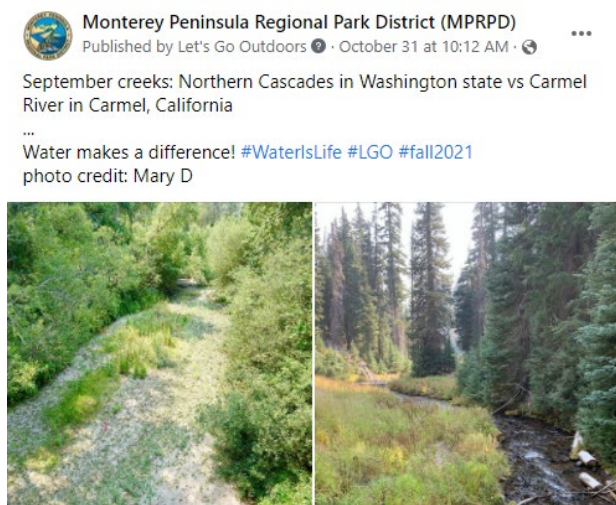 Monterey Peninsula Regional Park District (MPRPD)
Published by Let's Go Outdoors · October 31 at 10:12 AM ·
September creeks: Northern Cascades in Washington state vs Carmel
River in Carmel, California
...
Water makes a difference! #WaterIsLife #LGO #fall2021
photo credit: Mary D